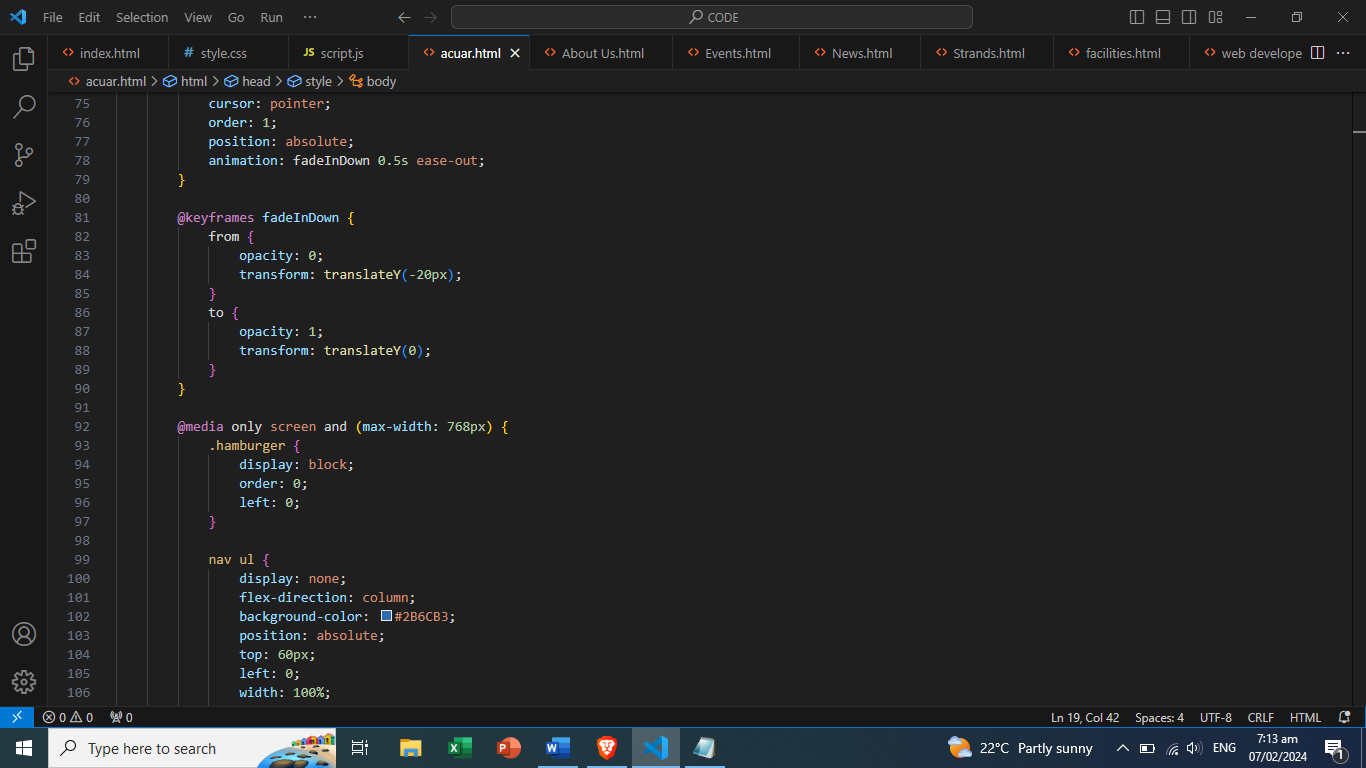 File Edit Selection View Go Run ··· CODE
index.html # style.css JS script.js acuar.html About Us.html Events.html News.html Strands.html facilities.html web develope ···
acuar.html > html > head > style > body
75 cursor: pointer;
76 order: 1;
77 position: absolute;
78 animation: fadeInDown 0.5s ease-out;
79 }
80
81 @keyframes fadeInDown {
82 from {
83 opacity: 0;
84 transform: translateY(-20px);
85 }
86 to {
87 opacity: 1;
88 transform: translateY(0);
89 }
90 }
91
92 @media only screen and (max-width: 768px) {
93 .hamburger {
94 display: block;
95 order: 0;
96 left: 0;
97 }
98
99 nav ul {
100 display: none;
101 flex-direction: column;
102 background-color: #2B6CB3;
103 position: absolute;
104 top: 60px;
105 left: 0;
106 width: 100%;
0 0 0 Ln 19, Col 42 Spaces: 4 UTF-8 CRLF HTML
Type here to search 22°C Partly sunny ENG 7:13 am
07/02/2024 1